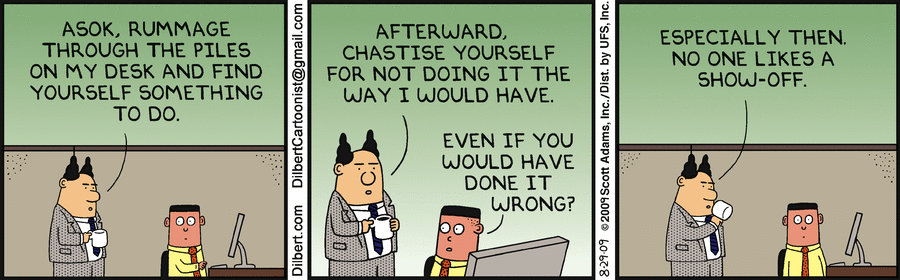 ASOK, RUMMAGE
THROUGH THE PILES
ON MY DESK AND FIND
YOURSELF SOMETHING
TO DO.
Dilbert.com DilbertCartoonist@gmail.com
AFTERWARD,
CHASTISE YOURSELF
FOR NOT DOING IT THE
WAY I WOULD HAVE.
EVEN IF YOU
WOULD HAVE
DONE IT
WRONG?
8-29-09 ©2009 Scott Adams, Inc./Dist. by UFS, Inc.
ESPECIALLY THEN.
NO ONE LIKES A
SHOW-OFF.